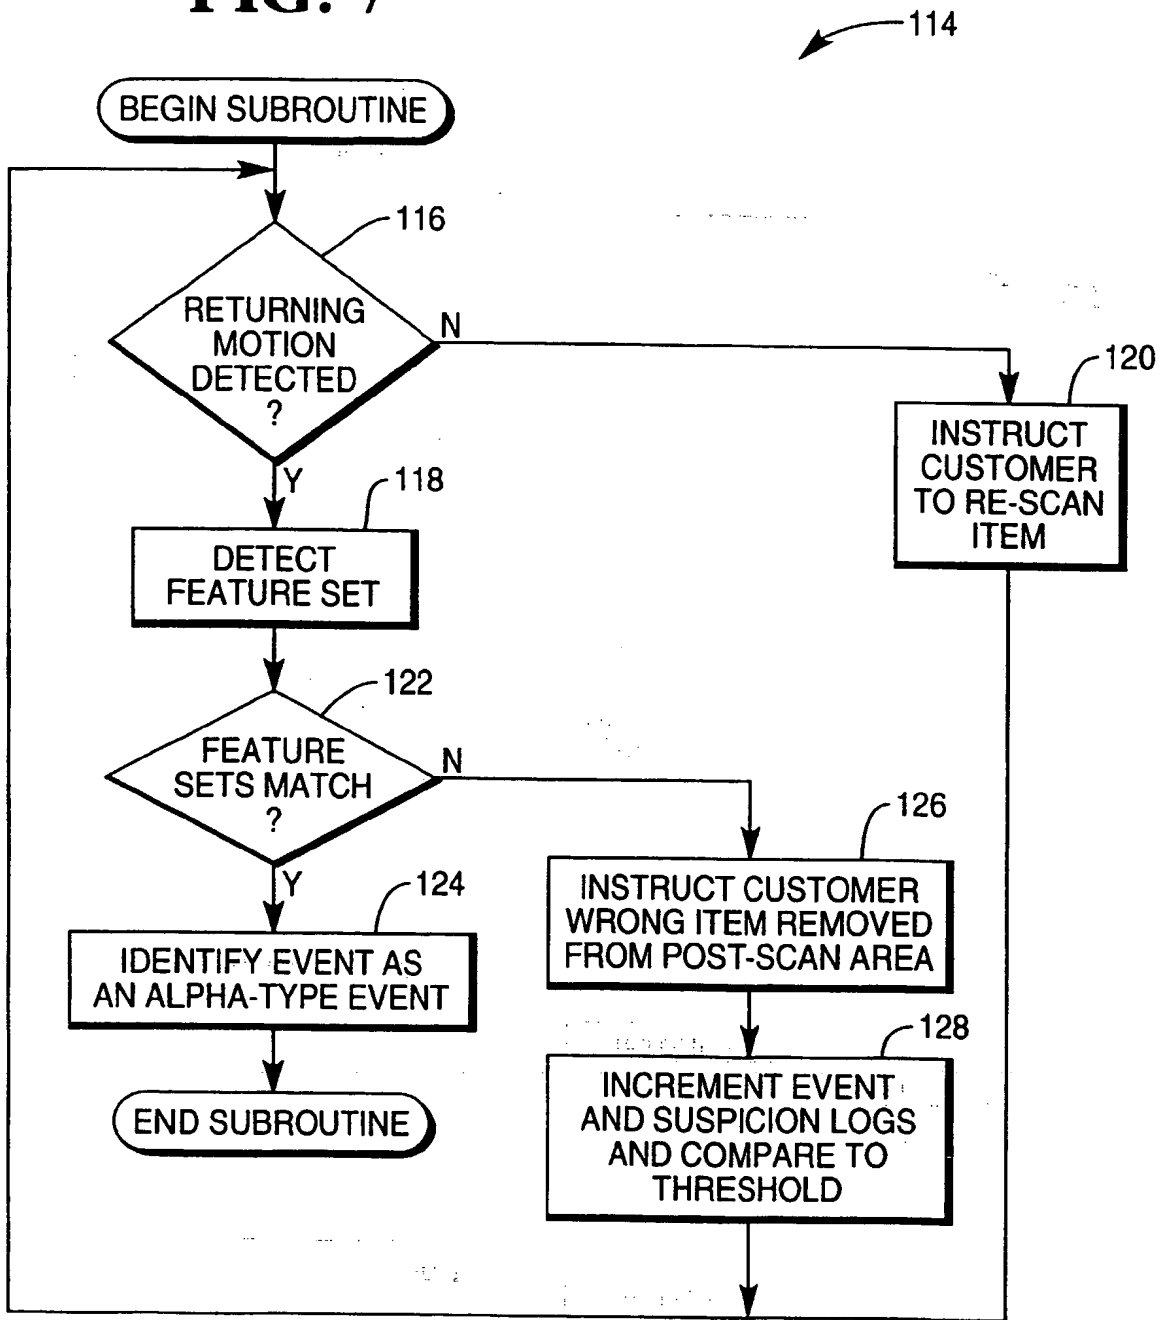 FIG. 7
114
BEGIN SUBROUTINE
116
RETURNING
MOTION
DETECTED
?
N
Y
120
INSTRUCT
CUSTOMER
TO RE-SCAN
ITEM
118
DETECT
FEATURE SET
122
FEATURE
SETS MATCH
?
N
Y
126
INSTRUCT CUSTOMER
WRONG ITEM REMOVED
FROM POST-SCAN AREA
124
IDENTIFY EVENT AS
AN ALPHA-TYPE EVENT
128
INCREMENT EVENT
AND SUSPICION LOGS
AND COMPARE TO
THRESHOLD
END SUBROUTINE